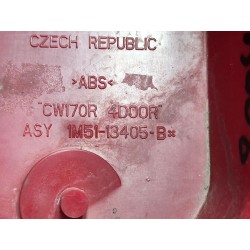 CZECH REPUBLIC
>ABS<
"CW170R 4DOOR"
ASY 1M51-13405-B*